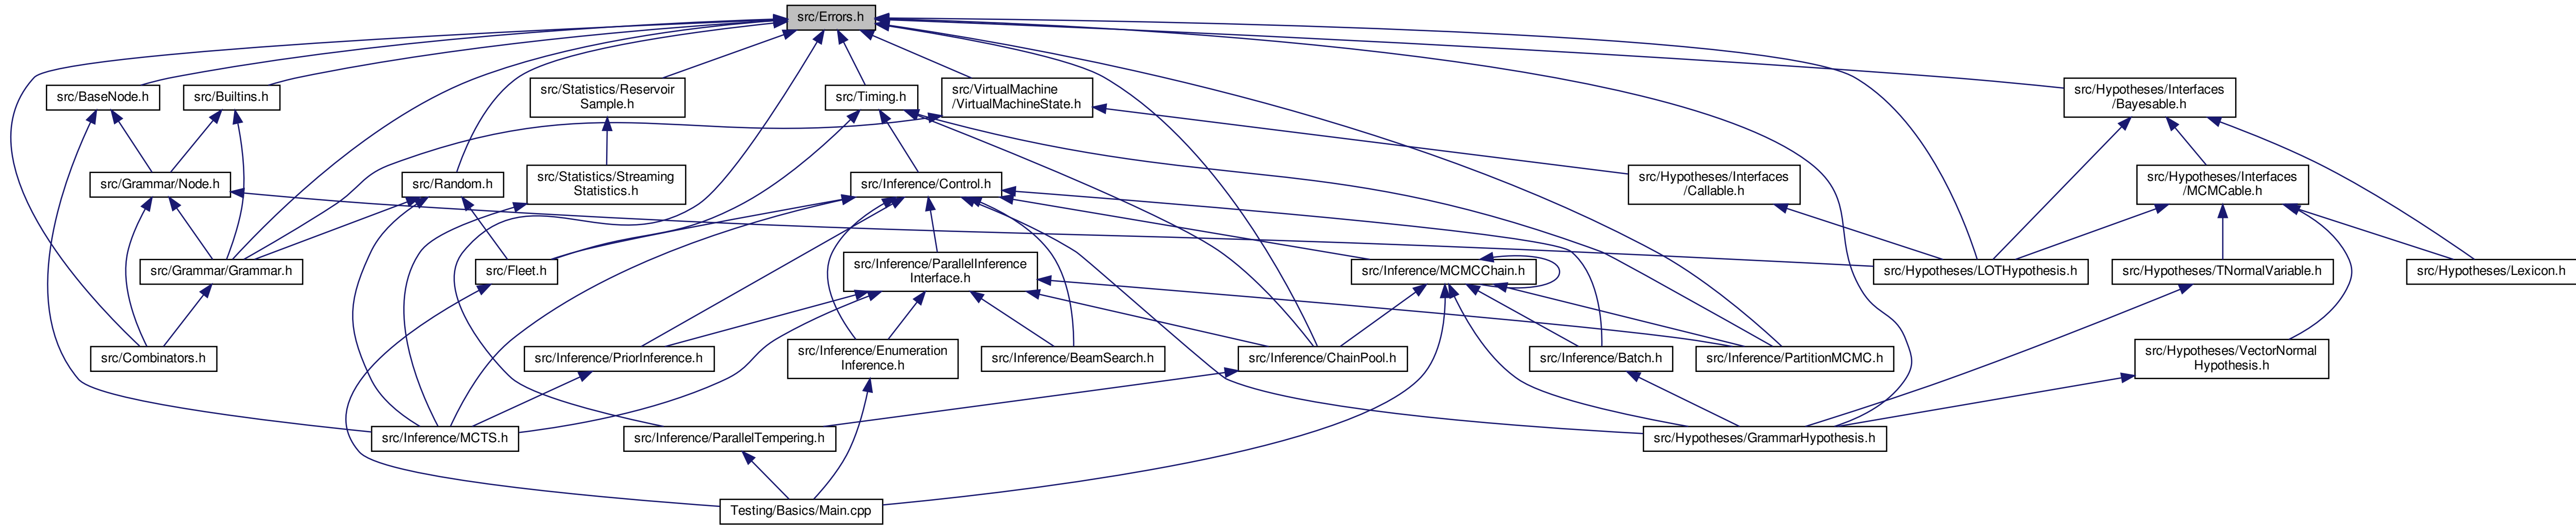 src/Errors.h
src/BaseNode.h
src/Builtins.h
src/Statistics/Reservoir
Sample.h
src/Timing.h
src/VirtualMachine
/VirtualMachineState.h
src/Hypotheses/Interfaces
/Bayesable.h
src/Grammar/Node.h
src/Random.h
src/Statistics/Streaming
Statistics.h
src/Inference/Control.h
src/Hypotheses/Interfaces
/Callable.h
src/Hypotheses/Interfaces
/MCMCable.h
src/Grammar/Grammar.h
src/Fleet.h
src/Inference/ParallelInference
Interface.h
src/Inference/MCMCChain.h
src/Hypotheses/LOTHypothesis.h
src/Hypotheses/TNormalVariable.h
src/Hypotheses/Lexicon.h
src/Combinators.h
src/Inference/PriorInference.h
src/Inference/Enumeration
Inference.h
src/Inference/BeamSearch.h
src/Inference/ChainPool.h
src/Inference/Batch.h
src/Inference/PartitionMCMC.h
src/Hypotheses/VectorNormal
Hypothesis.h
src/Inference/MCTS.h
src/Inference/ParallelTempering.h
src/Hypotheses/GrammarHypothesis.h
Testing/Basics/Main.cpp